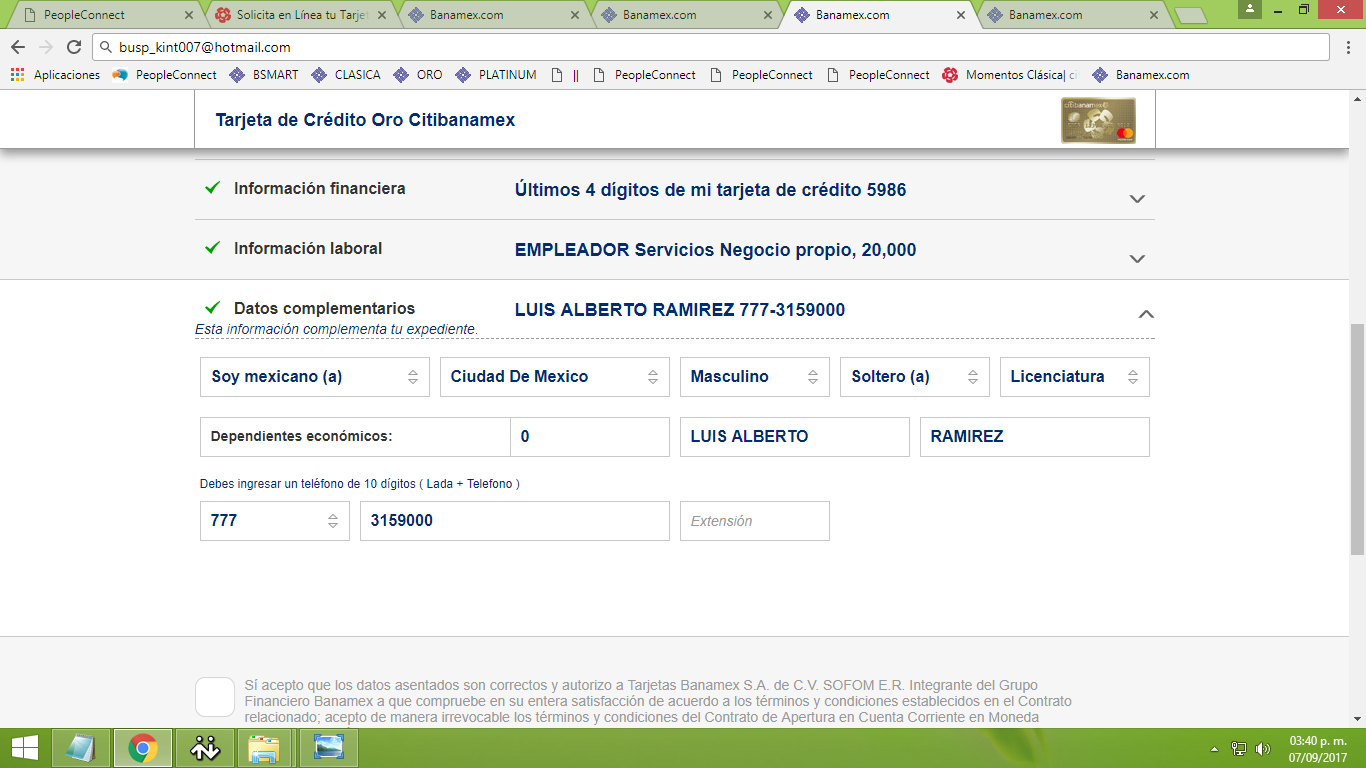 PeopleConnect
Solicita en Línea tu Tarjet
Banamex.com
Banamex.com
Banamex.com
Banamex.com
busp_kint007@hotmail.com
Aplicaciones PeopleConnect BSMART CLASICA ORO PLATINUM || PeopleConnect PeopleConnect PeopleConnect Momentos Clásica| ci Banamex.com
Tarjeta de Crédito Oro Citibanamex
citibanamex
Información financiera Últimos 4 dígitos de mi tarjeta de crédito 5986
Información laboral EMPLEADOR Servicios Negocio propio, 20,000
Datos complementarios LUIS ALBERTO RAMIREZ 777-3159000
Esta información complementa tu expediente.
Soy mexicano (a) Ciudad De Mexico Masculino Soltero (a) Licenciatura
Dependientes económicos: 0 LUIS ALBERTO RAMIREZ
Debes ingresar un teléfono de 10 dígitos ( Lada + Telefono )
777 3159000 Extensión
Sí acepto que los datos asentados son correctos y autorizo a Tarjetas Banamex S.A. de C.V. SOFOM E.R. Integrante del Grupo
Financiero Banamex a que compruebe en su entera satisfacción de acuerdo a los términos y condiciones establecidos en el Contrato
relacionado; acepto de manera irrevocable los términos y condiciones del Contrato de Apertura en Cuenta Corriente en Moneda
03:40 p. m.
07/09/2017